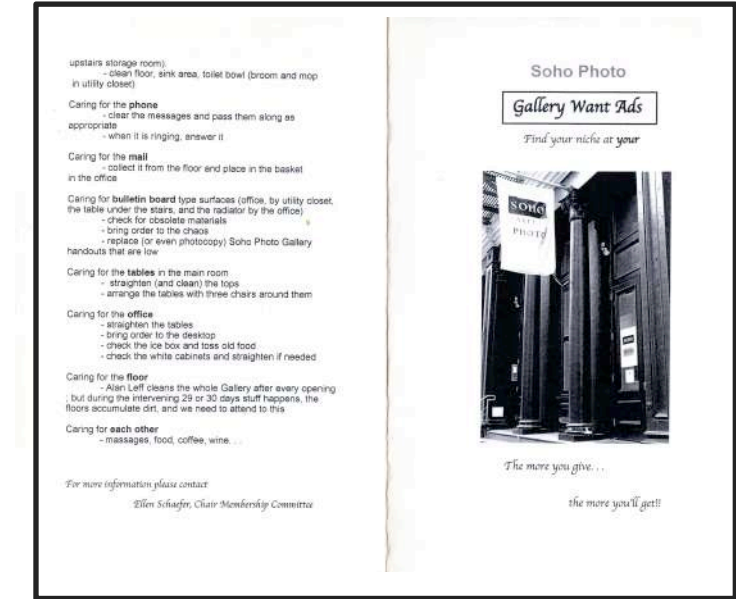 upstairs storage room).
- clean floor, sink area, toilet bowl (broom and mop
in utility closet)
Caring for the phone
- clear the messages and pass them along as
appropriate
- when it is ringing, answer it
Caring for the mail
- collect it from the floor and place in the basket
in the office
Caring for bulletin board type surfaces (office, by utility closet,
the table under the stairs, and the radiator by the office)
- check for obsolete materials
- bring order to the chaos
- replace (or even photocopy) Soho Photo Gallery
handouts that are low
Caring for the tables in the main room
- straighten (and clean) the tops
- arrange the tables with three chairs around them
Caring for the office
- straighten the tables
- bring order to the desktop
- check the ice box and toss old food
- check the white cabinets and straighten if needed
Caring for the floor
- Alan Leff cleans the whole Gallery after every opening
, but during the intervening 29 or 30 days stuff happens, the
floors accumulate dirt, and we need to attend to this
Caring for each other
- massages, food, coffee, wine. . .
For more information please contact
Ellen Schaefer, Chair Membership Committee
Soho Photo
Gallery Want Ads
Find your niche at your
SOHO
PHOTO
The more you give. . .
the more you'll get!!